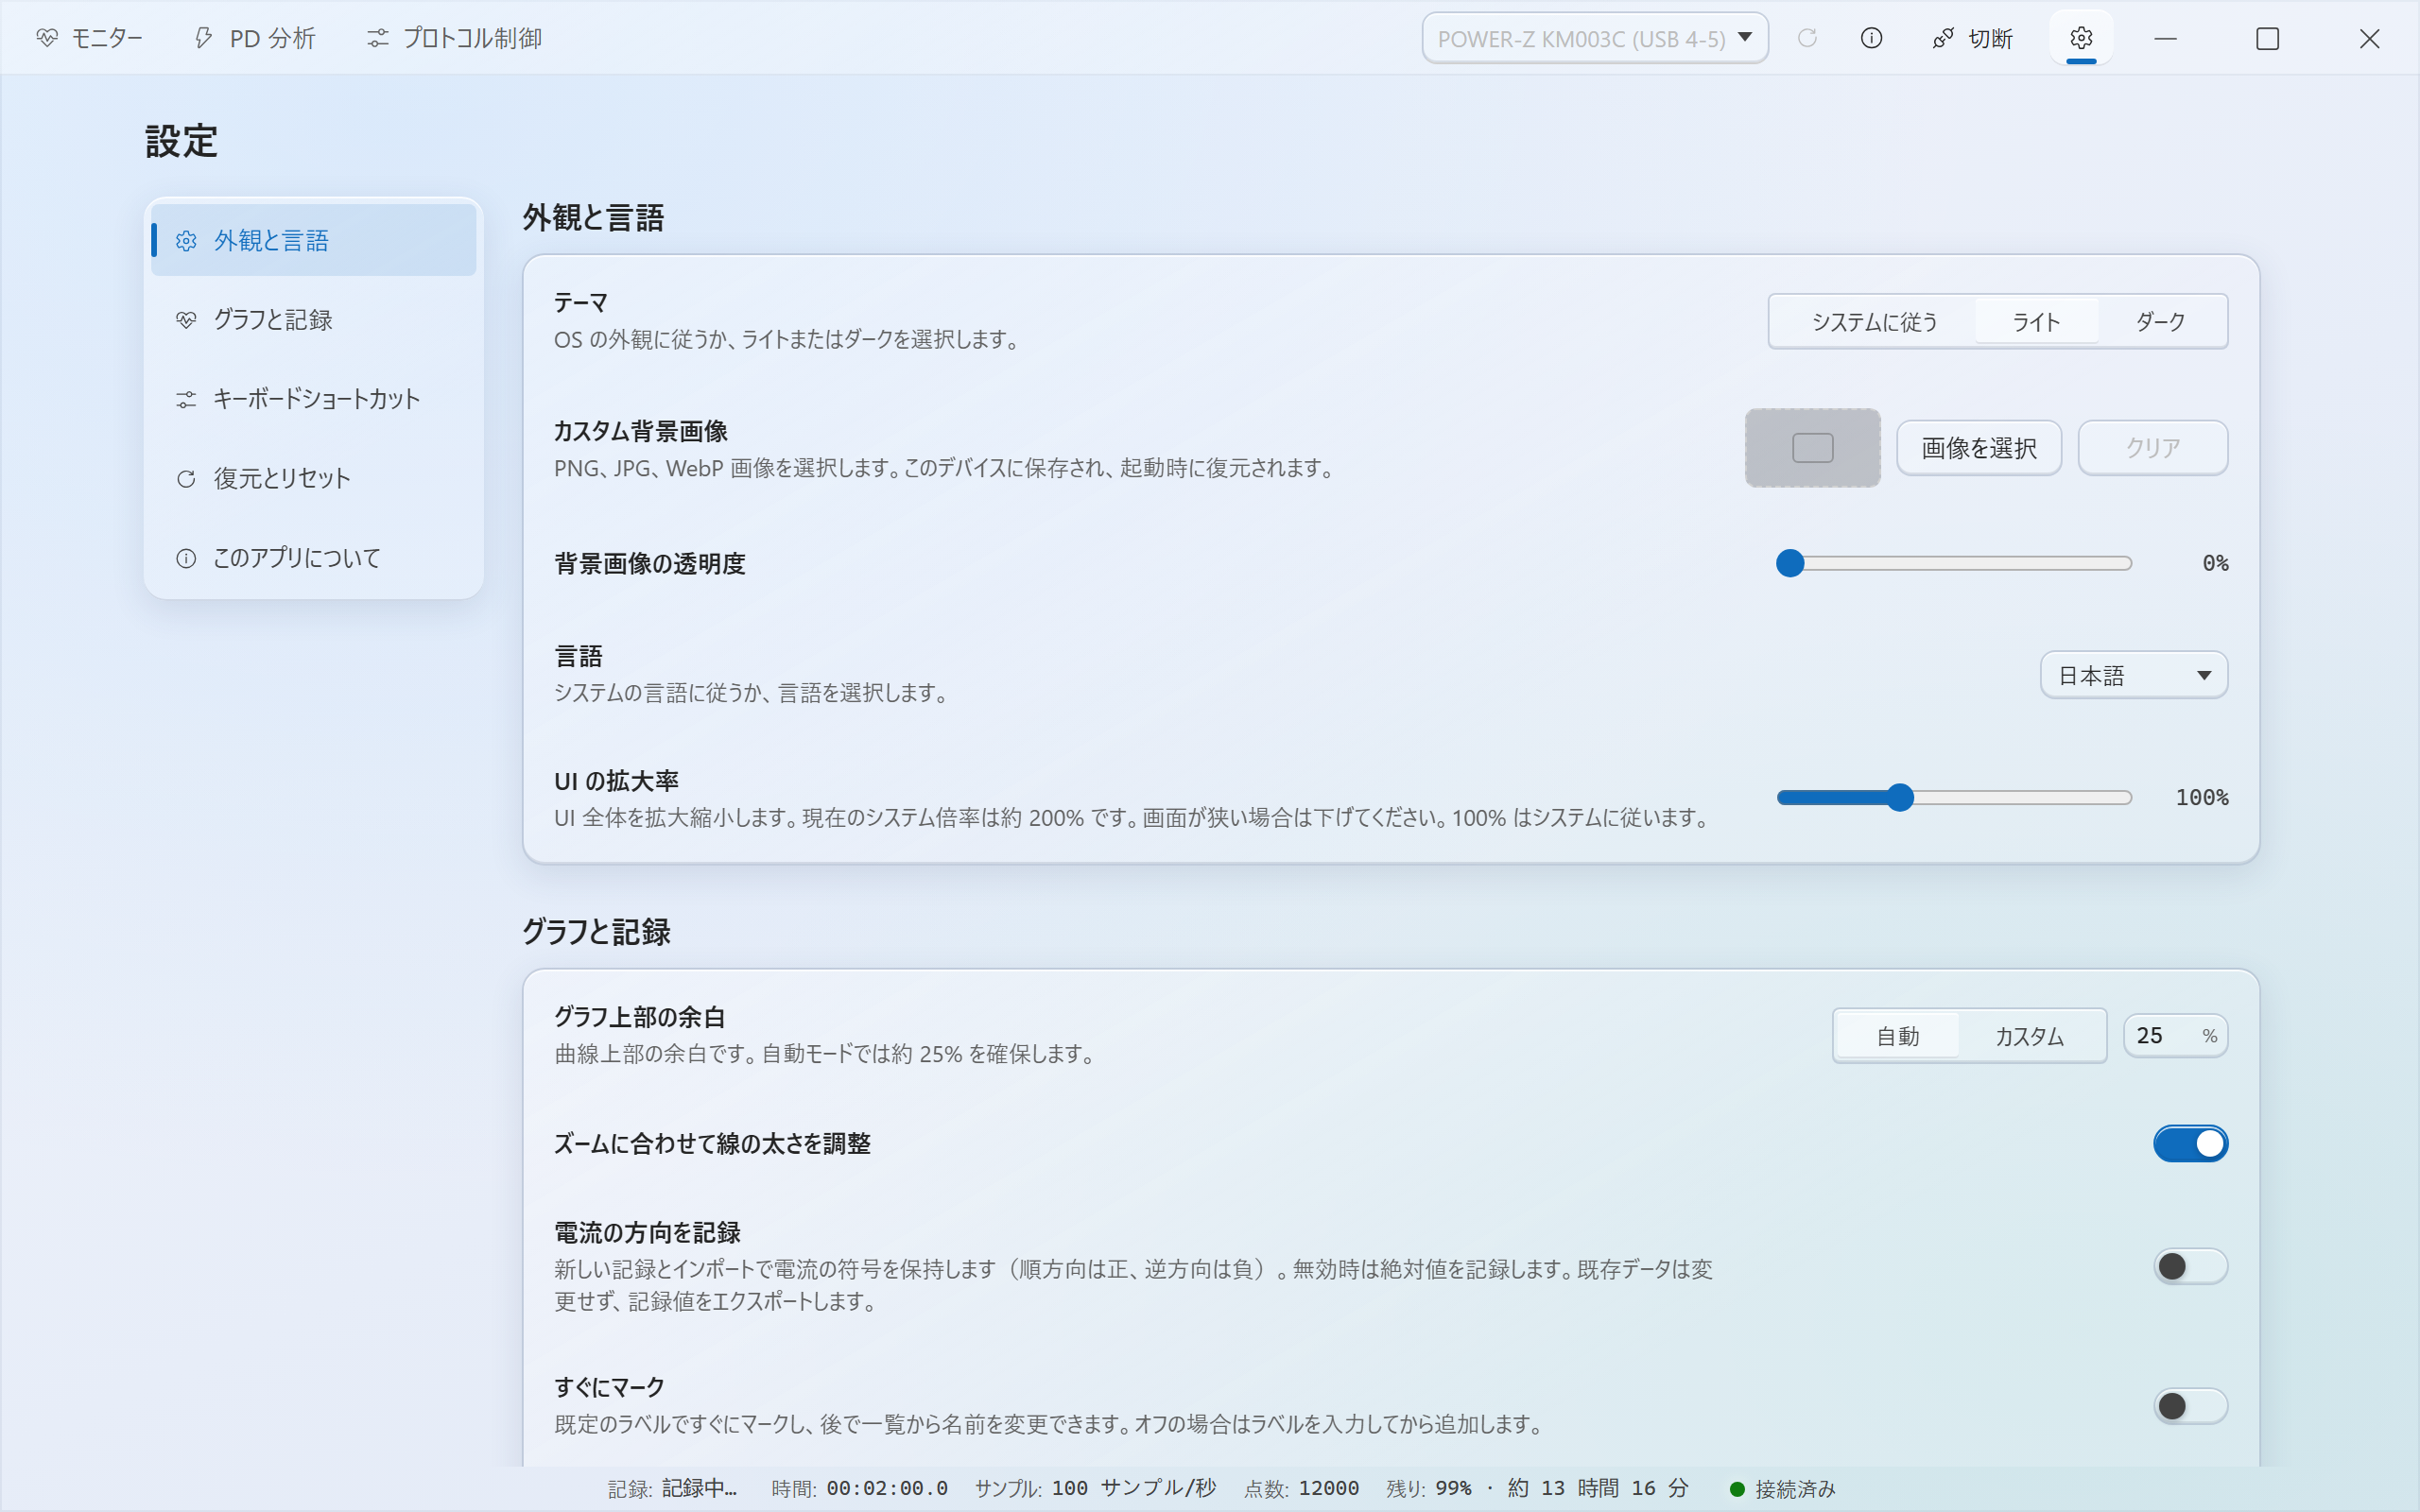 モニター
PD 分析
プロトコル制御
POWER-Z KM003C (USB 4-5)
切断
設定
外観と言語
グラフと記録
キーボードショートカット
復元とリセット
このアプリについて
外観と言語
テーマ
OS の外観に従うか、ライトまたはダークを選択します。
システムに従う
ライト
ダーク
カスタム背景画像
PNG、JPG、WebP 画像を選択します。このデバイスに保存され、起動時に復元されます。
画像を選択
クリア
背景画像の透明度
0%
言語
システムの言語に従うか、言語を選択します。
日本語
UI の拡大率
UI 全体を拡大縮小します。現在のシステム倍率は約 200% です。画面が狭い場合は下げてください。100% はシステムに従います。
100%
グラフと記録
グラフ上部の余白
曲線上部の余白です。自動モードでは約 25% を確保します。
自動
カスタム
25 %
ズームに合わせて線の太さを調整
電流の方向を記録
新しい記録とインポートで電流の符号を保持します（順方向は正、逆方向は負）。無効時は絶対値を記録します。既存データは変
更せず、記録値をエクスポートします。
すぐにマーク
既定のラベルですぐにマークし、後で一覧から名前を変更できます。オフの場合はラベルを入力してから追加します。
記録: 記録中… 時間: 00:02:00.0 サンプル: 100 サンプル/秒 点数: 12000 残り: 99% · 約 13 時間 16 分 接続済み